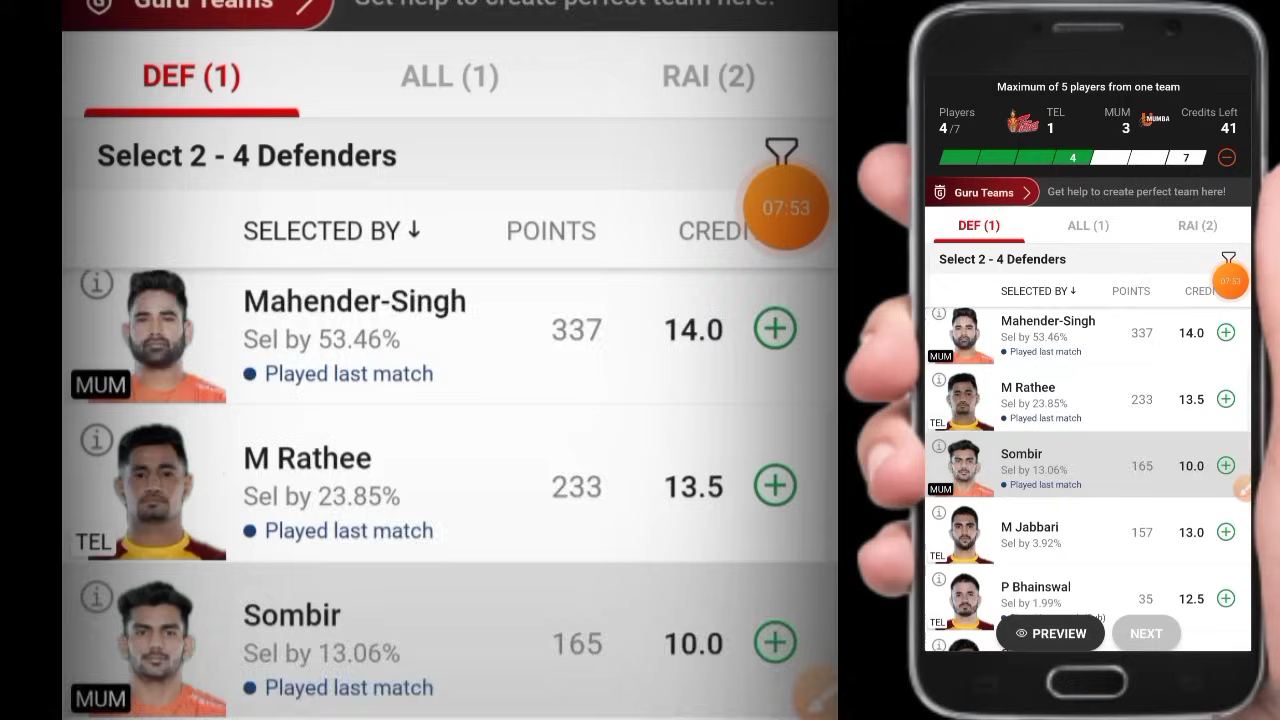 Guru Teams
Get help to create perfect team here!
DEF (1)
ALL (1)
RAI (2)
Select 2 - 4 Defenders
07:53
SELECTED BY ↓
POINTS
CREDI
Mahender-Singh
Sel by 53.46%
Played last match
337
14.0
MUM
M Rathee
Sel by 23.85%
Played last match
233
13.5
TEL
Sombir
Sel by 13.06%
Played last match
165
10.0
MUM
Maximum of 5 players from one team
Players
4/7
TEL
1
MUM
3
MUMBA
Credits Left
41
4
7
Guru Teams
Get help to create perfect team here!
DEF (1)
ALL (1)
RAI (2)
Select 2 - 4 Defenders
07:53
SELECTED BY ↓
POINTS
CREDI
Mahender-Singh
Sel by 53.46%
Played last match
337
14.0
MUM
M Rathee
Sel by 23.85%
Played last match
233
13.5
TEL
Sombir
Sel by 13.06%
Played last match
165
10.0
MUM
M Jabbari
Sel by 3.92%
157
13.0
TEL
P Bhainswal
Sel by 1.99%
35
12.5
TEL
PREVIEW
NEXT